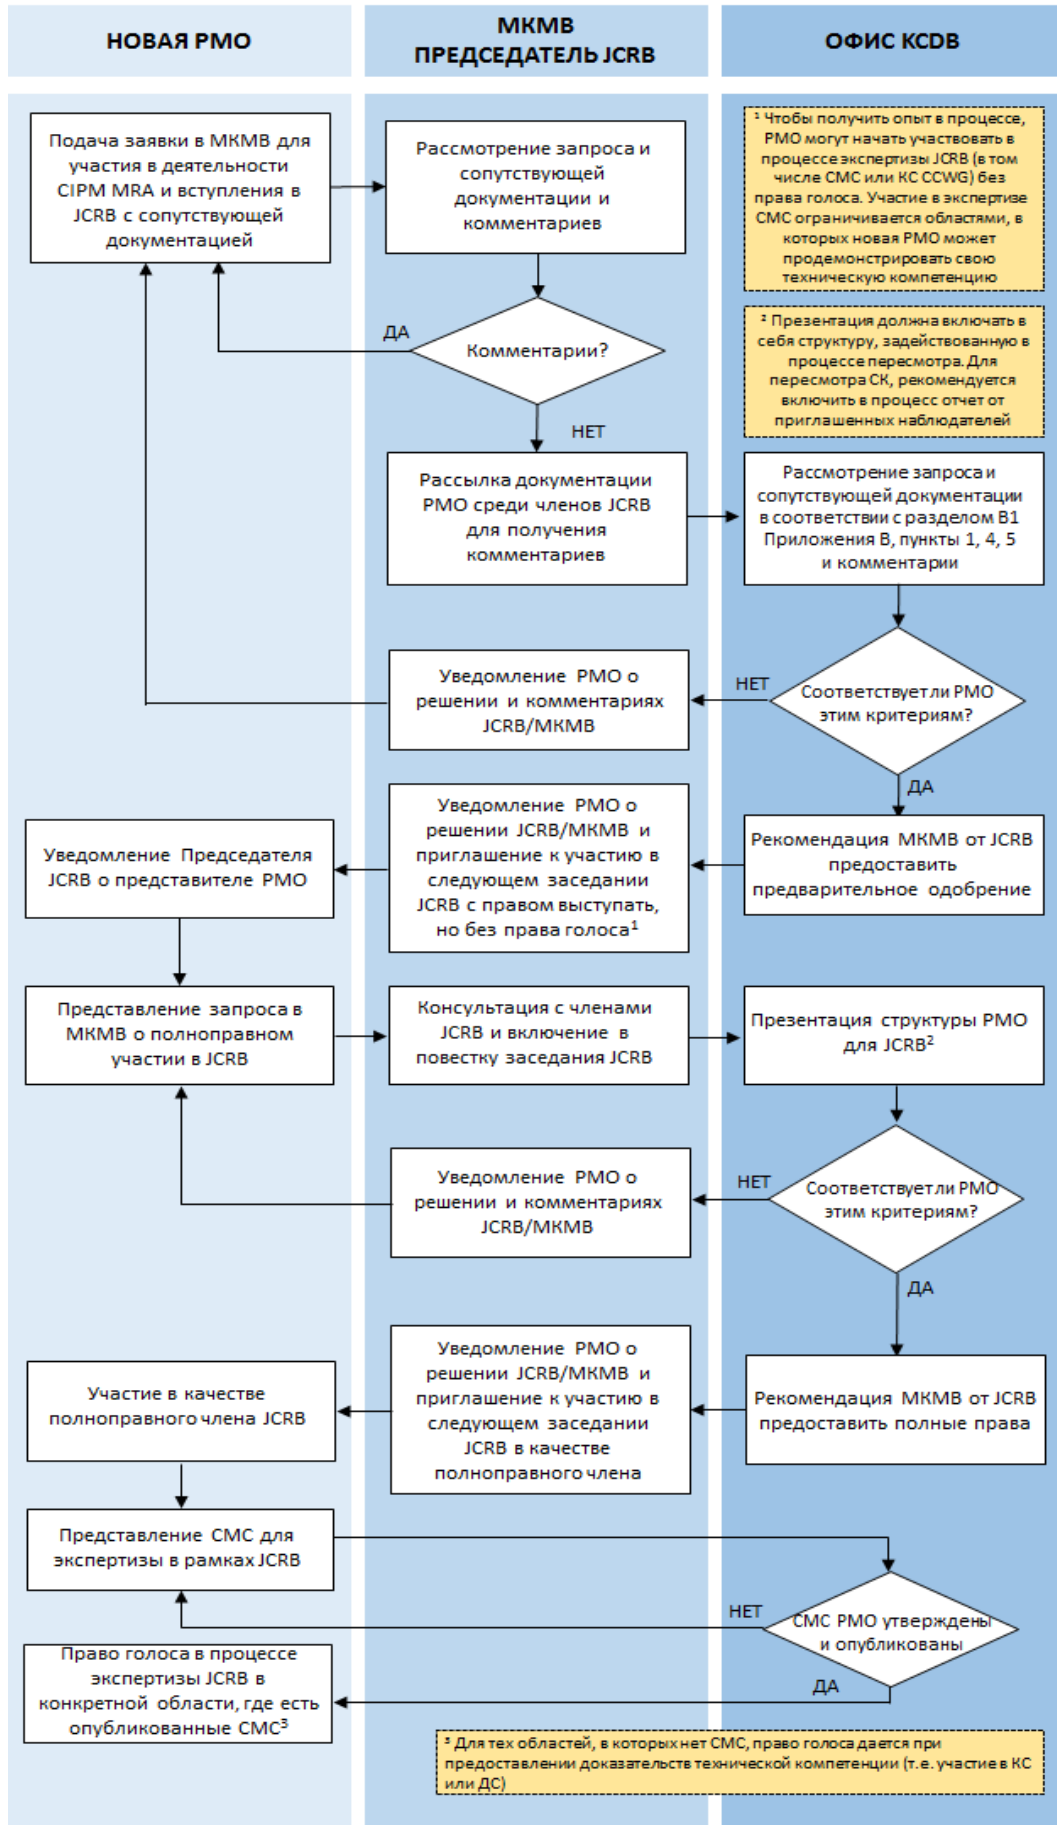 НОВАЯ РМО
МКМВ
ПРЕДСЕДАТЕЛЬ JCRB
ОФИС KCDB
Подача заявки в МКМВ для
участия в деятельности
CIPM MRA и вступления в
JCRB с сопутствующей
документацией
Рассмотрение запроса и
сопутствующей
документации и
комментариев
¹ Чтобы получить опыт в процессе,
РМО могут начать участвовать в
процессе экспертизы JCRB (в том
числе СМС или КС CCWG) без
права голоса. Участие в экспертизе
СМС ограничивается областями, в
которых новая РМО может
продемонстрировать свою
техническую компетенцию
ДА
Комментарии?
НЕТ
² Презентация должна включать в
себя структуру, задействованную в
процессе пересмотра. Для
пересмотра СК, рекомендуется
включить в процесс отчет от
приглашенных наблюдателей
Рассылка документации
РМО среди членов JCRB
для получения
комментариев
Рассмотрение запроса и
сопутствующей документации
в соответствии с разделом В1
Приложения В, пункты 1, 4, 5
и комментарии
Уведомление РМО о
решении и комментариях
JCRB/МКМВ
НЕТ
Соответствует ли РМО
этим критериям?
ДА
Уведомление Председателя
JCRB о представителе РМО
Уведомление РМО о
решении JCRB/МКМВ и
приглашение к участию в
следующем заседании
JCRB с правом выступать,
но без права голоса¹
Рекомендация МКМВ от JCRB
предоставить
предварительное одобрение
Представление запроса в
МКМВ о полноправном
участии в JCRB
Консультация с членами
JCRB и включение в
повестку заседания JCRB
Презентация структуры РМО
для JCRB²
Уведомление РМО о
решении и комментариях
JCRB/МКМВ
НЕТ
Соответствует ли РМО
этим критериям?
ДА
Участие в качестве
полноправного члена JCRB
Уведомление РМО о
решении JCRB/МКМВ и
приглашение к участию в
следующем заседании
JCRB в качестве
полноправного члена
Рекомендация МКМВ от JCRB
предоставить полные права
Представление СМС для
экспертизы в рамках JCRB
НЕТ
СМС РМО утверждены
и опубликованы
ДА
Право голоса в процессе
экспертизы JCRB в
конкретной области, где есть
опубликованные СМС³
³ Для тех областей, в которых нет СМС, право голоса дается при
предоставлении доказательств технической компетенции (т.е. участие в КС
или ДС)